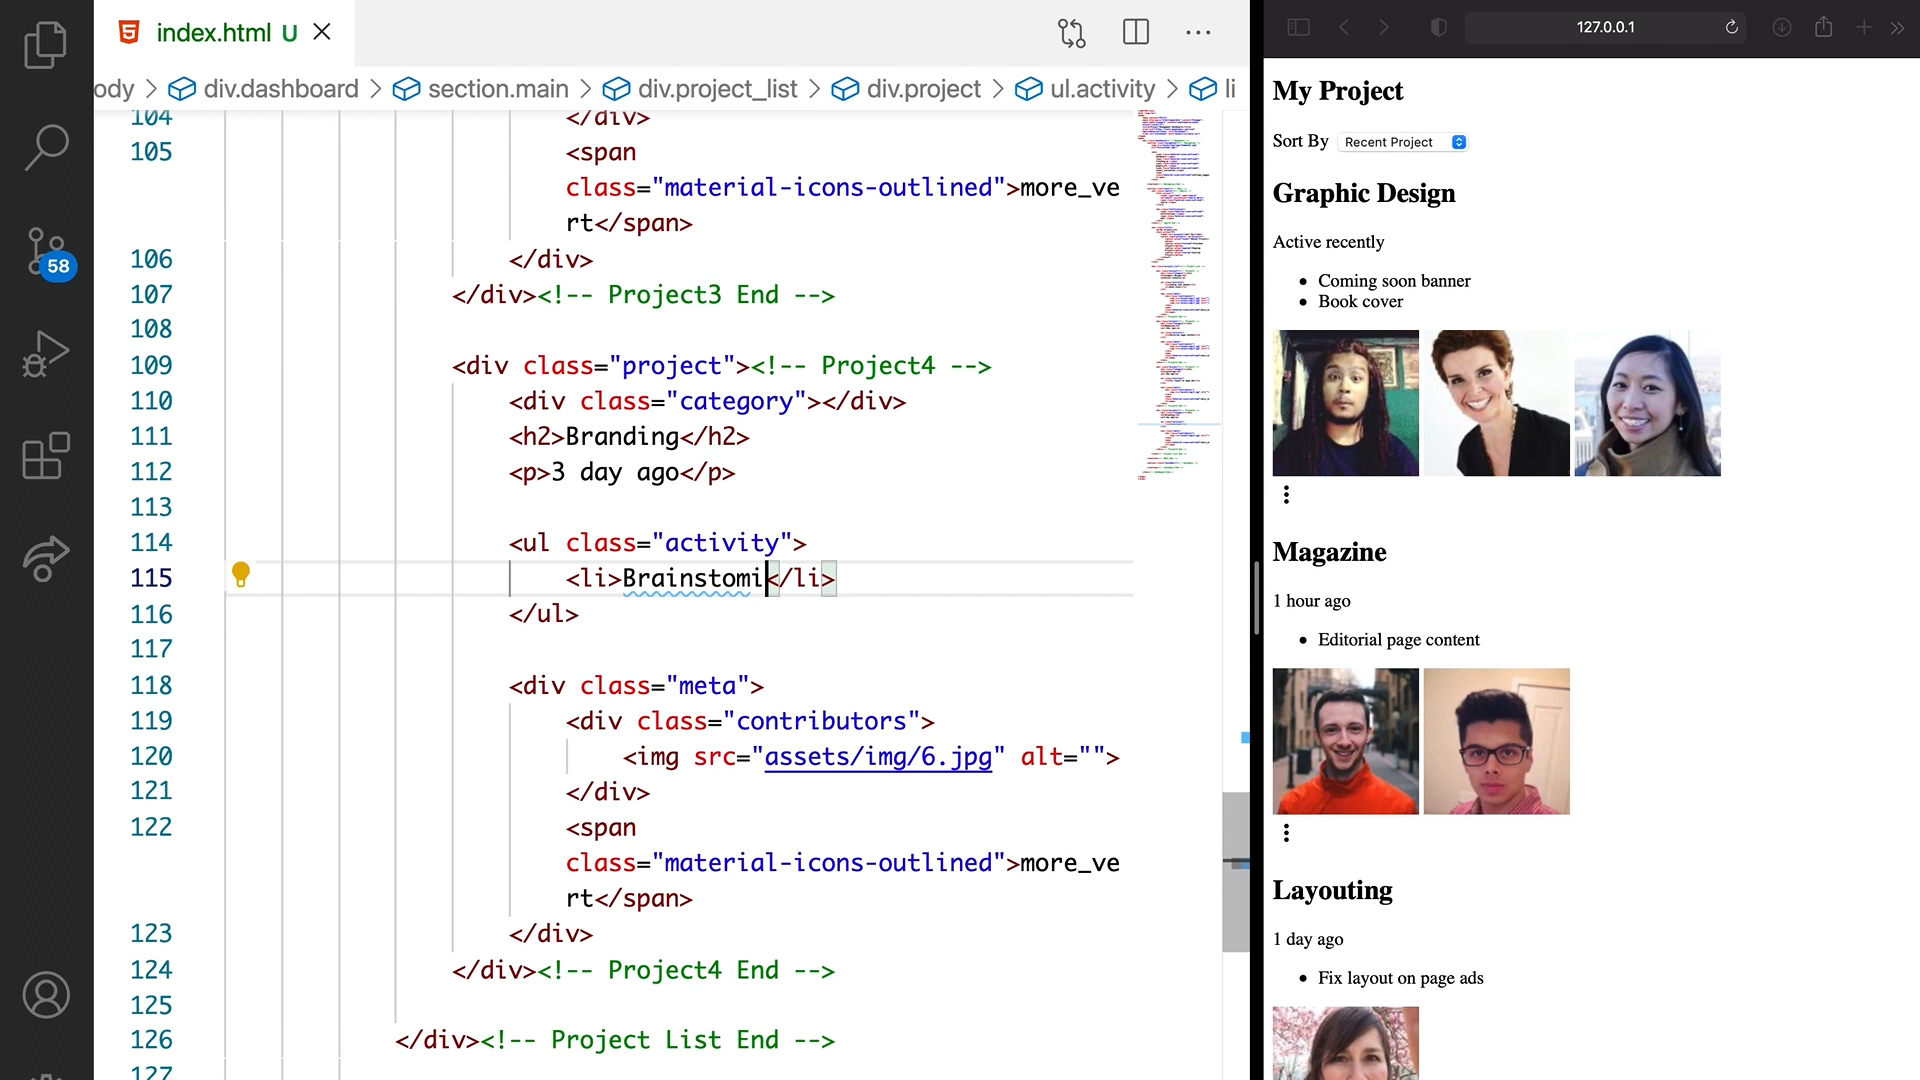 index.html U
ody > div.dashboard > section.main > div.project_list > div.project > ul.activity > li
104 </div>
105 <span
class="material-icons-outlined">more_ve
rt</span>
106 </div>
107 </div><!-- Project3 End -->
108
109 <div class="project"><!-- Project4 -->
110 <div class="category"></div>
111 <h2>Branding</h2>
112 <p>3 day ago</p>
113
114 <ul class="activity">
115 <li>Brainstomi</li>
116 </ul>
117
118 <div class="meta">
119 <div class="contributors">
120 <img src="assets/img/6.jpg" alt="">
121 </div>
122 <span
class="material-icons-outlined">more_ve
rt</span>
123 </div>
124 </div><!-- Project4 End -->
125
126 </div><!-- Project List End -->
127
58
127.0.0.1
My Project
Sort By Recent Project
Graphic Design
Active recently
• Coming soon banner
• Book cover
Magazine
1 hour ago
• Editorial page content
Layouting
1 day ago
• Fix layout on page ads